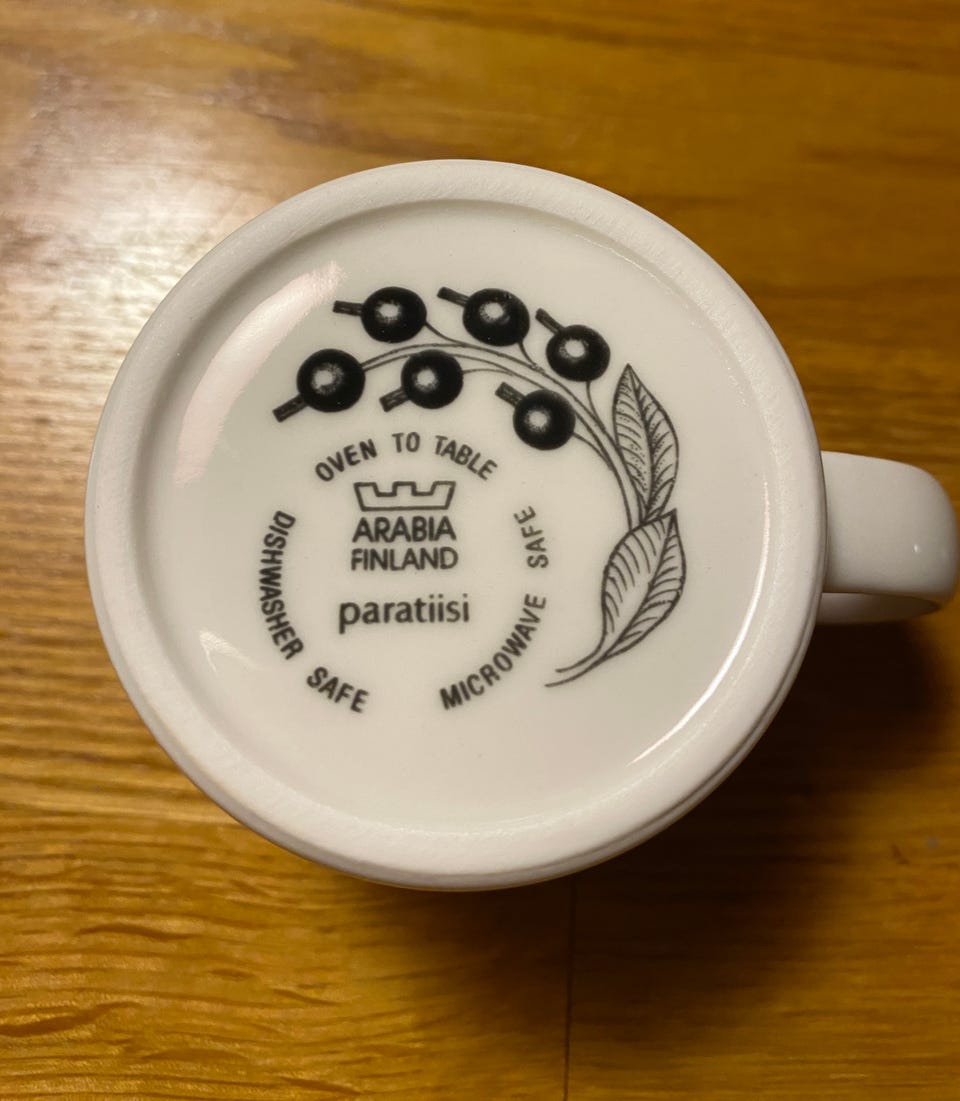 OVEN TO TABLE
ARABIA
FINLAND
paratiisi
DISHWASHER SAFE
MICROWAVE SAFE